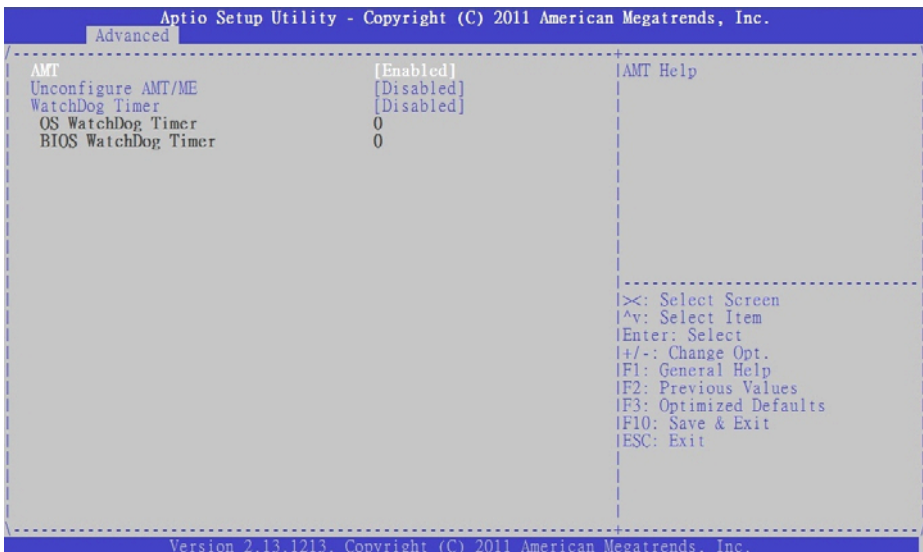 Aptio Setup Utility - Copyright (C) 2011 American Megatrends, Inc.
Advanced
AMT [Enabled]
Unconfigure AMT/ME [Disabled]
WatchDog Timer [Disabled]
OS WatchDog Timer 0
BIOS WatchDog Timer 0
AMT Help
><: Select Screen
^v: Select Item
Enter: Select
+/-: Change Opt.
F1: General Help
F2: Previous Values
F3: Optimized Defaults
F10: Save & Exit
ESC: Exit
Version 2.13.1213. Copyright (C) 2011 American Megatrends, Inc.